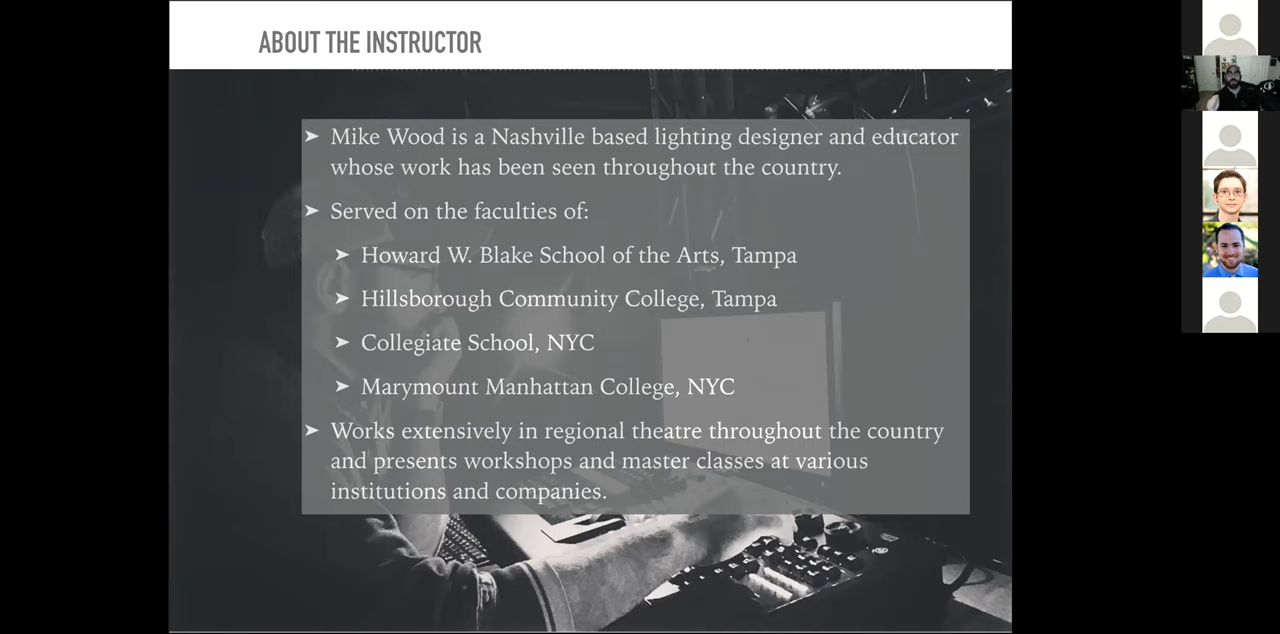 ABOUT THE INSTRUCTOR
➤ Mike Wood is a Nashville based lighting designer and educator
whose work has been seen throughout the country.
➤ Served on the faculties of:
➤ Howard W. Blake School of the Arts, Tampa
➤ Hillsborough Community College, Tampa
➤ Collegiate School, NYC
➤ Marymount Manhattan College, NYC
➤ Works extensively in regional theatre throughout the country
and presents workshops and master classes at various
institutions and companies.